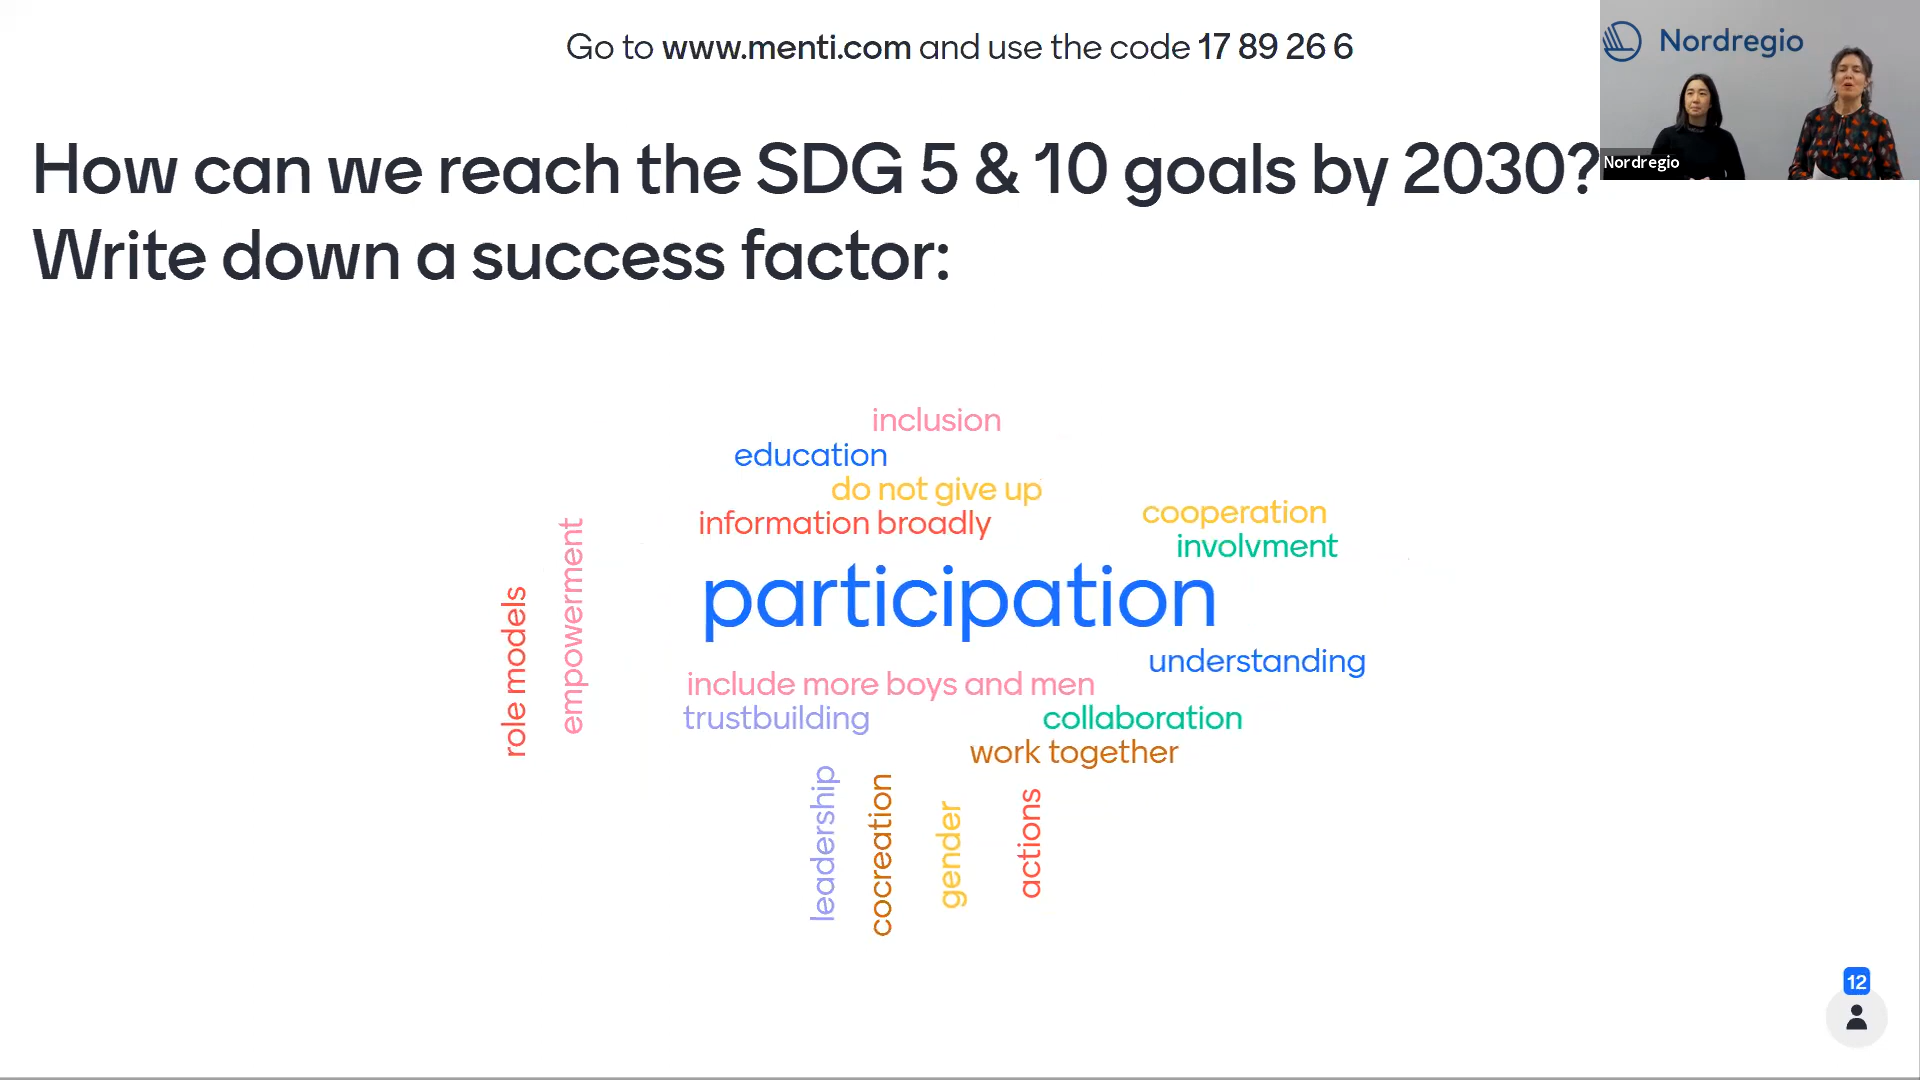 Go to www.menti.com and use the code 17 89 26 6
Nordregio
Nordregio
How can we reach the SDG 5 & 10 goals by 2030?
Write down a success factor:
inclusion
education
do not give up
information broadly
cooperation
involvment
participation
role models
empowerment
understanding
include more boys and men
trustbuilding
collaboration
work together
leadership
cocreation
gender
actions
12